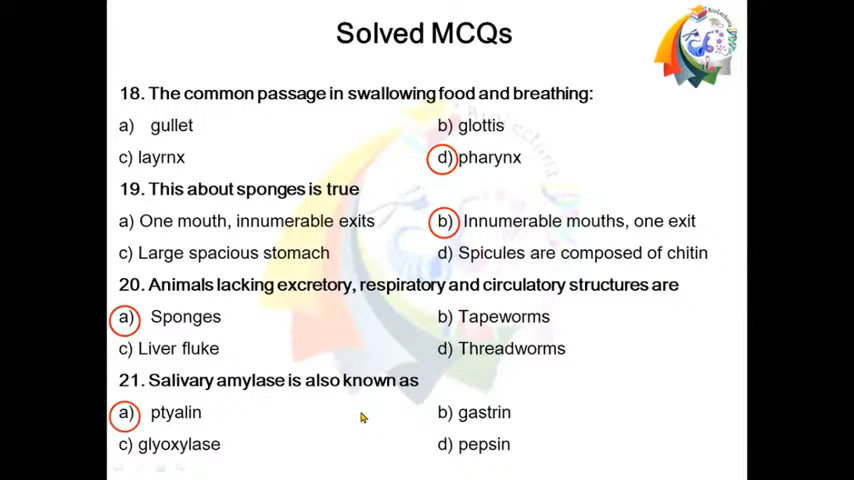 Solved MCQs
BioLectures
18. The common passage in swallowing food and breathing:
a) gullet b) glottis
c) layrnx d) pharynx
19. This about sponges is true
a) One mouth, innumerable exits b) Innumerable mouths, one exit
c) Large spacious stomach d) Spicules are composed of chitin
20. Animals lacking excretory, respiratory and circulatory structures are
a) Sponges b) Tapeworms
c) Liver fluke d) Threadworms
21. Salivary amylase is also known as
a) ptyalin b) gastrin
c) glyoxylase d) pepsin